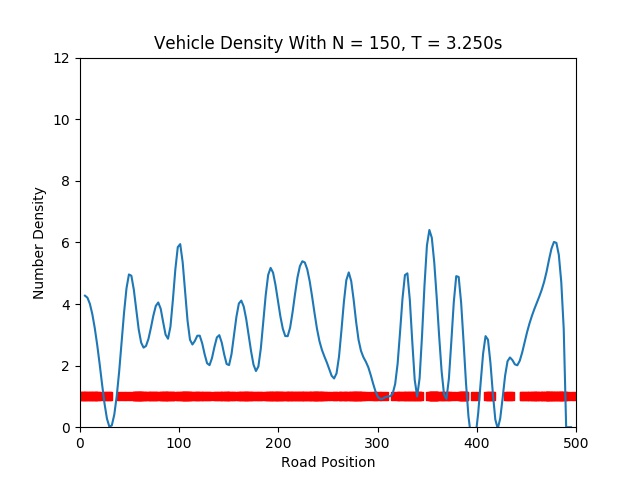 Vehicle Density With N = 150, T = 3.250s
12
10
8
6
4
2
0
Number Density
0 100 200 300 400 500
Road Position